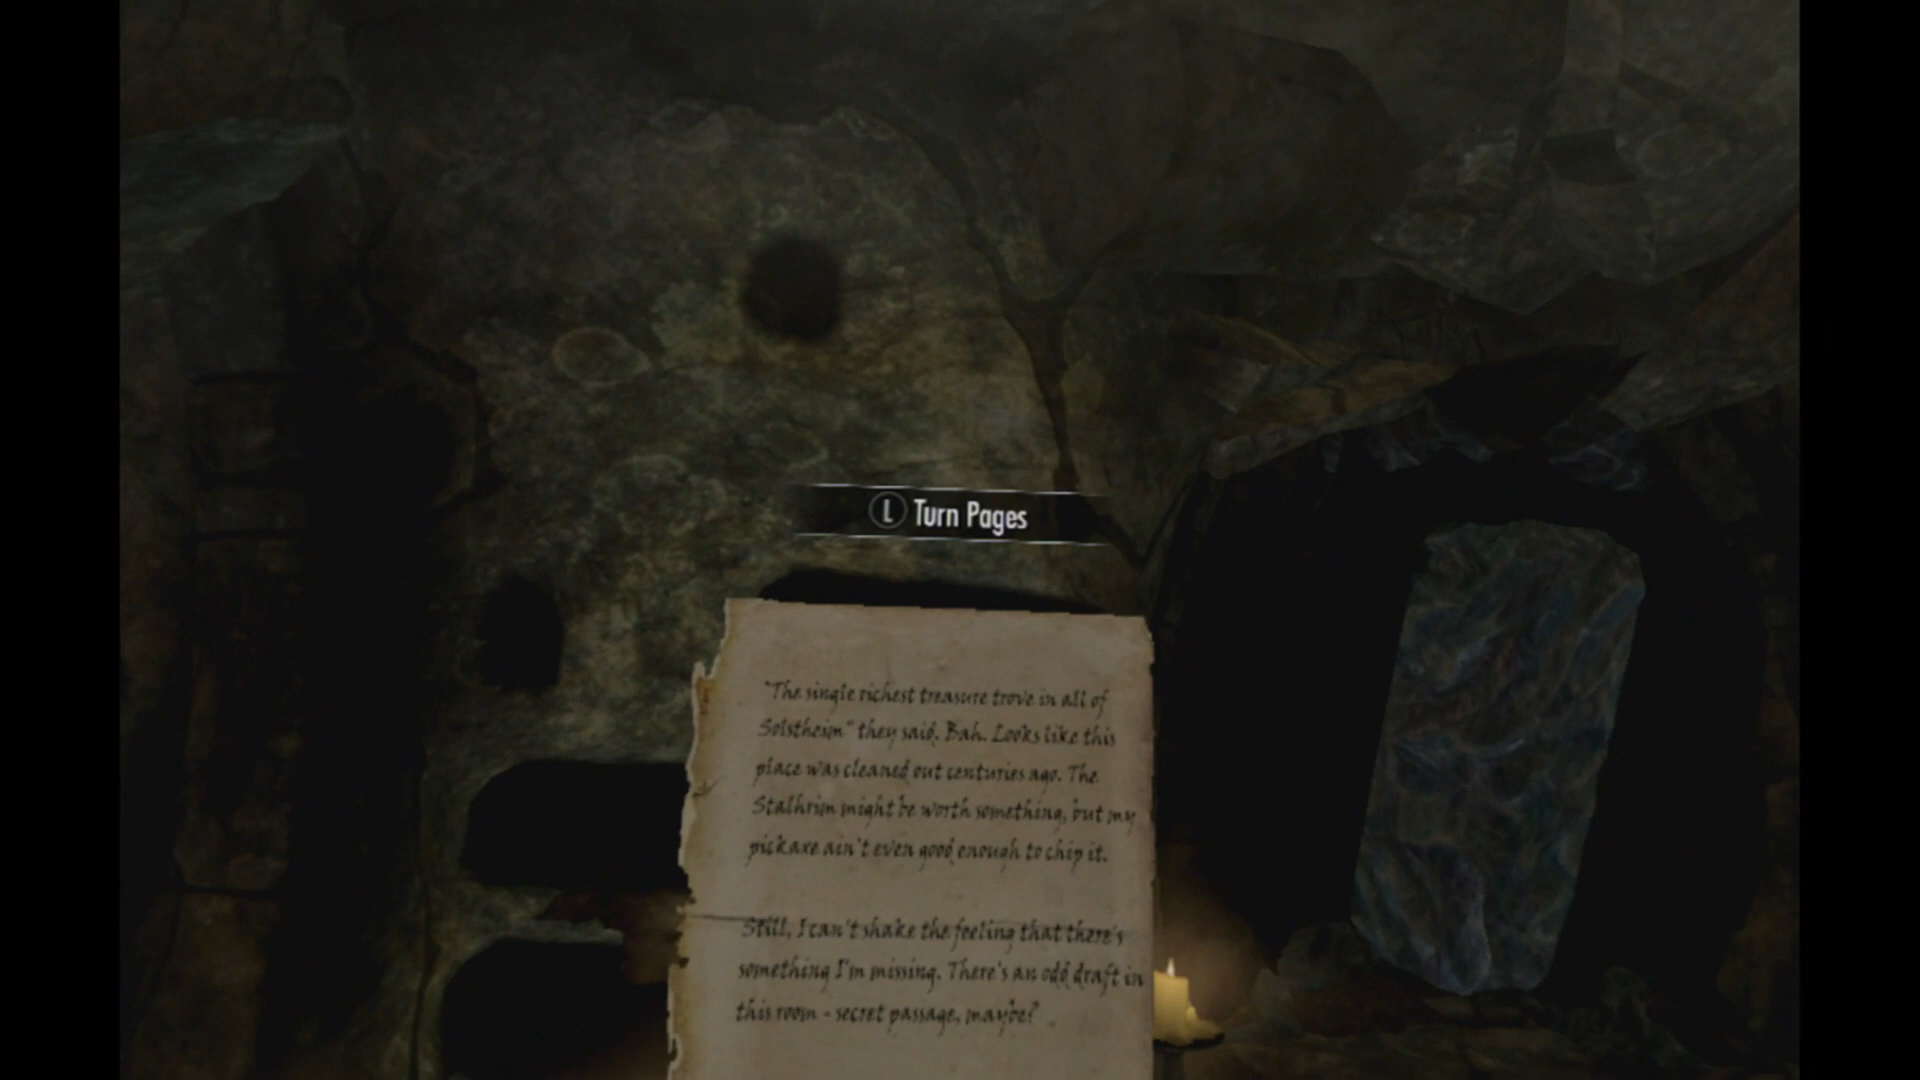 L Turn Pages
"The single richest treasure trove in all of
Solstheim" they said. Bah. Looks like this
place was cleaned out centuries ago. The
Stalhrim might be worth something, but my
pickaxe ain't even good enough to chip it.
Still, I can't shake the feeling that there's
something I'm missing. There's an odd draft in
this room - secret passage, maybe?